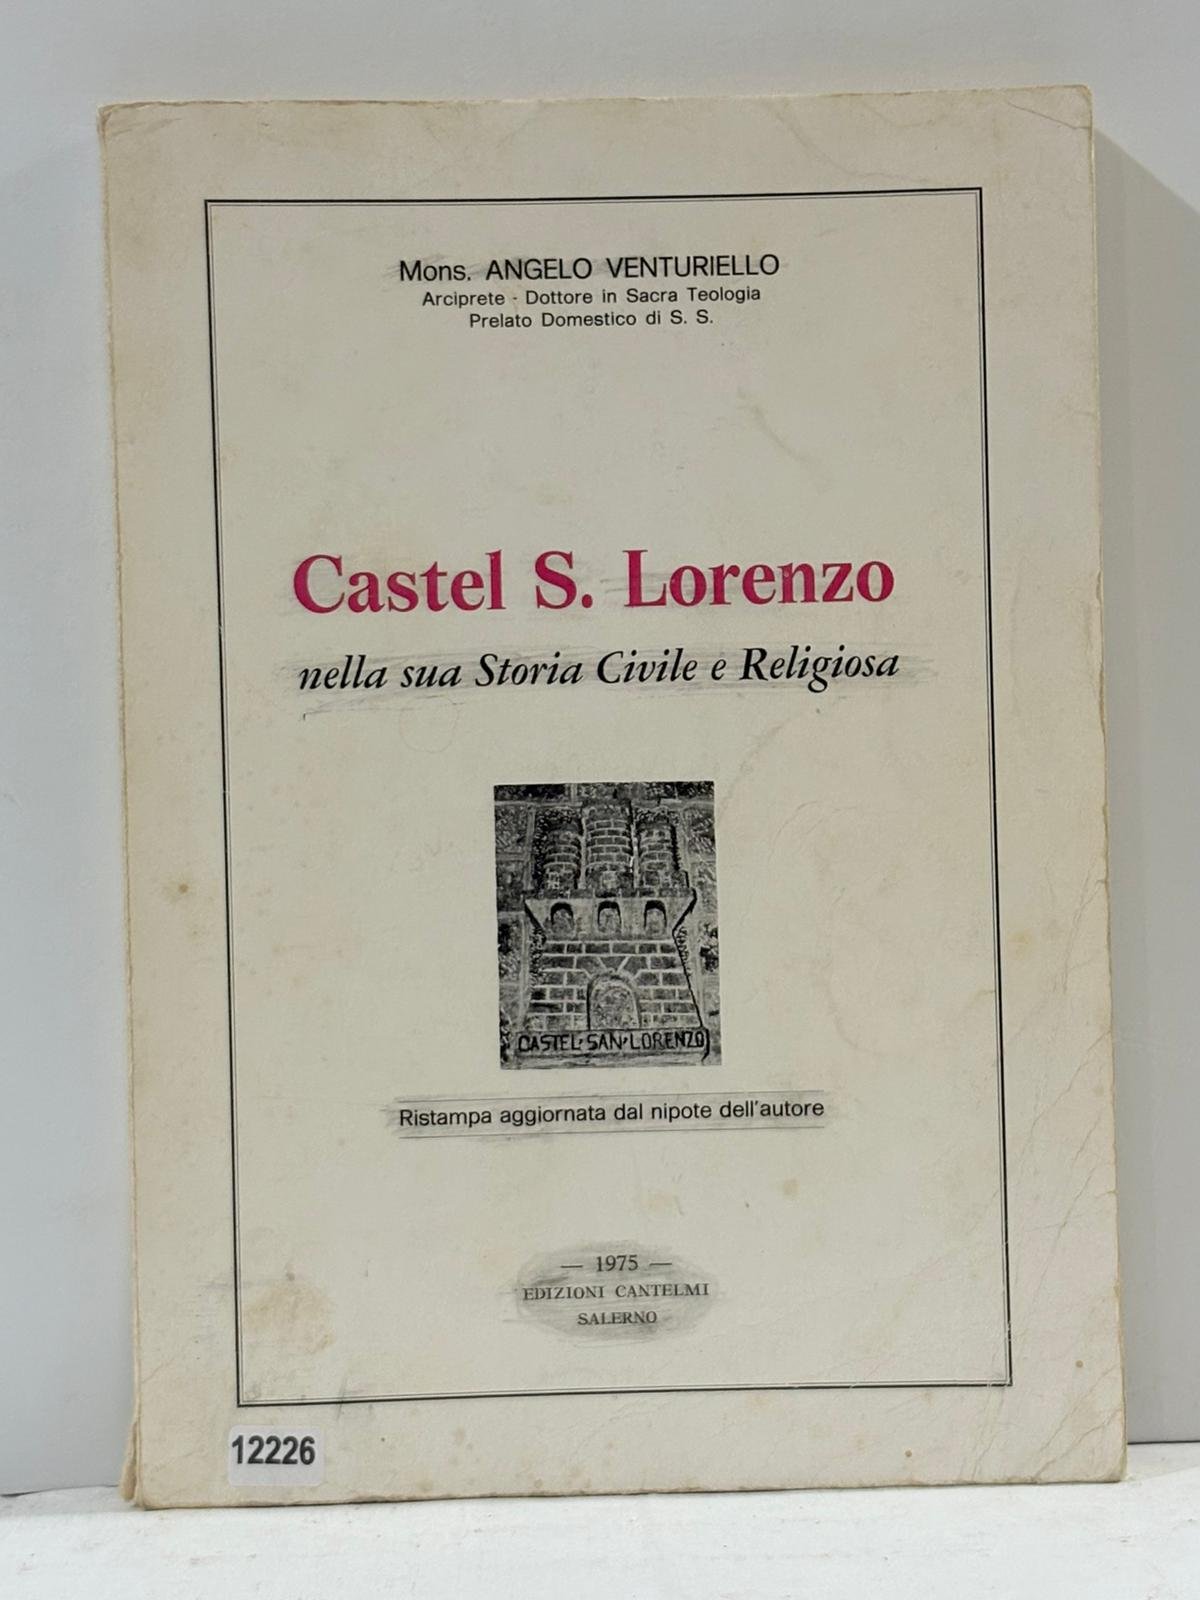 Mons. ANGELO VENTURIELLO
Arciprete - Dottore in Sacra Teologia
Prelato Domestico di S. S.
Castel S. Lorenzo
nella sua Storia Civile e Religiosa
CASTEL·SAN·LORENZO
Ristampa aggiornata dal nipote dell'autore
— 1975 —
EDIZIONI CANTELMI
SALERNO
12226